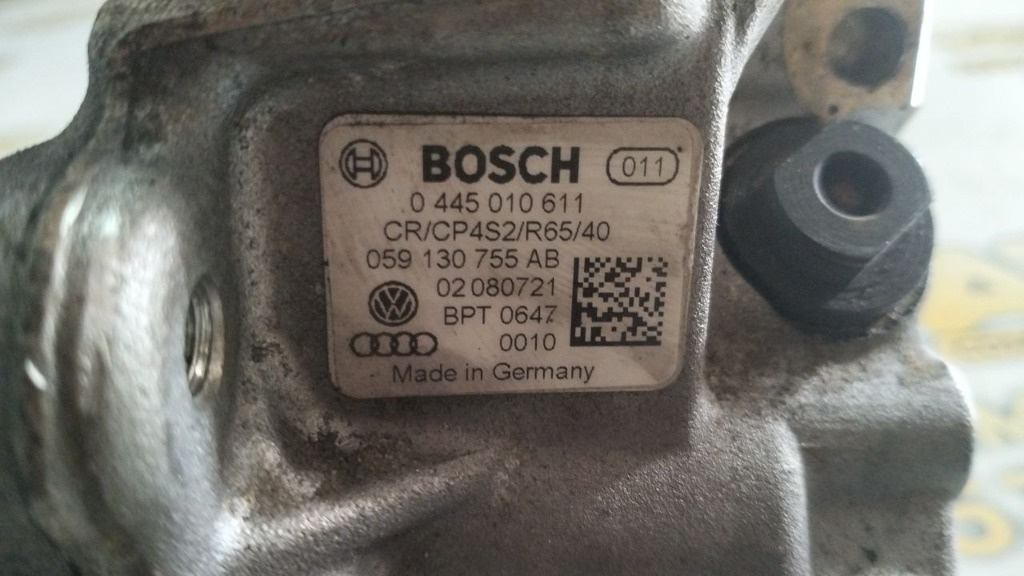 BOSCH 011
0 445 010 611
CR/CP4S2/R65/40
059 130 755 AB
02 080721
BPT 0647
0010
Made in Germany